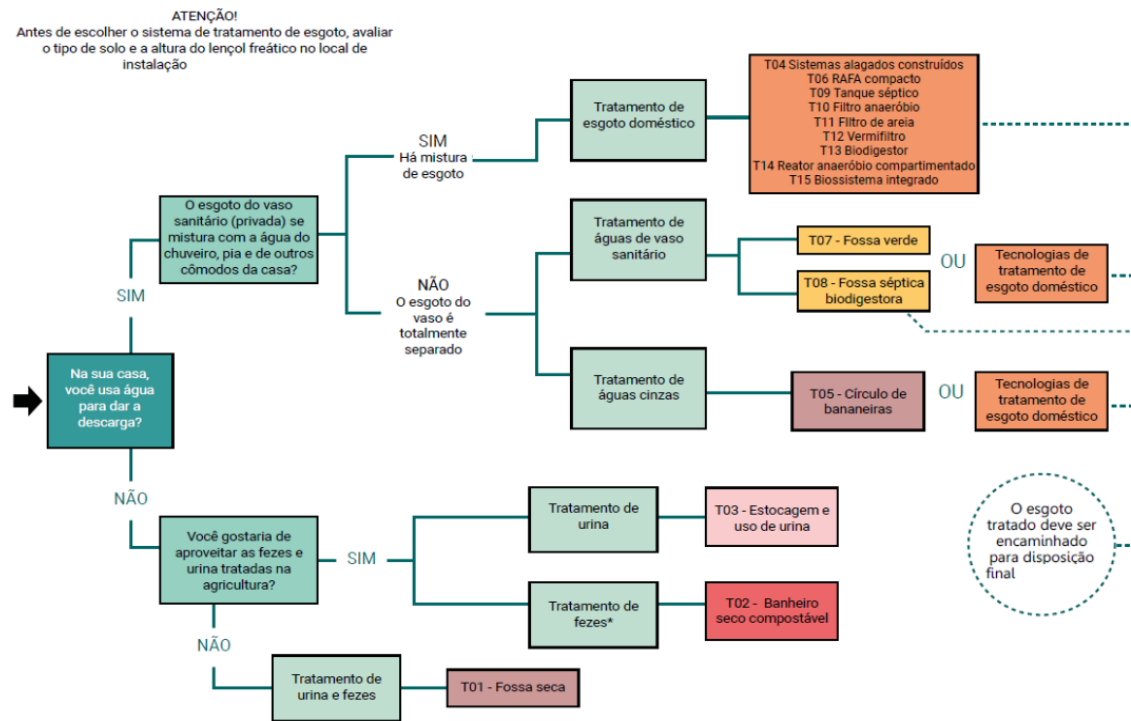 ATENÇÃO!
Antes de escolher o sistema de tratamento de esgoto, avaliar
o tipo de solo e a altura do lençol freático no local de
instalação
Na sua casa,
você usa água
para dar a
descarga?
SIM
O esgoto do vaso
sanitário (privada) se
mistura com a água do
chuveiro, pia e de outros
cômodos da casa?
SIM
Há mistura
de esgoto
Tratamento de
esgoto doméstico
T04 Sistemas alagados construídos
T06 RAFA compacto
T09 Tanque séptico
T10 Filtro anaeróbio
T11 FIltro de areia
T12 Vermifiltro
T13 Biodigestor
T14 Reator anaeróbio compartimentado
T15 Biossistema integrado
NÃO
O esgoto do
vaso é
totalmente
separado
Tratamento de
águas de vaso
sanitário
T07 - Fossa verde
T08 - Fossa séptica
biodigestora
OU
Tecnologias de
tratamento de
esgoto doméstico
Tratamento de
águas cinzas
T05 - Círculo de
bananeiras
OU
Tecnologias de
tratamento de
esgoto doméstico
NÃO
Você gostaria de
aproveitar as fezes e
urina tratadas na
agricultura?
SIM
Tratamento de
urina
T03 - Estocagem e
uso de urina
Tratamento de
fezes*
T02 - Banheiro
seco compostável
NÃO
Tratamento de
urina e fezes
T01 - Fossa seca
O esgoto
tratado deve ser
encaminhado
para disposição
final